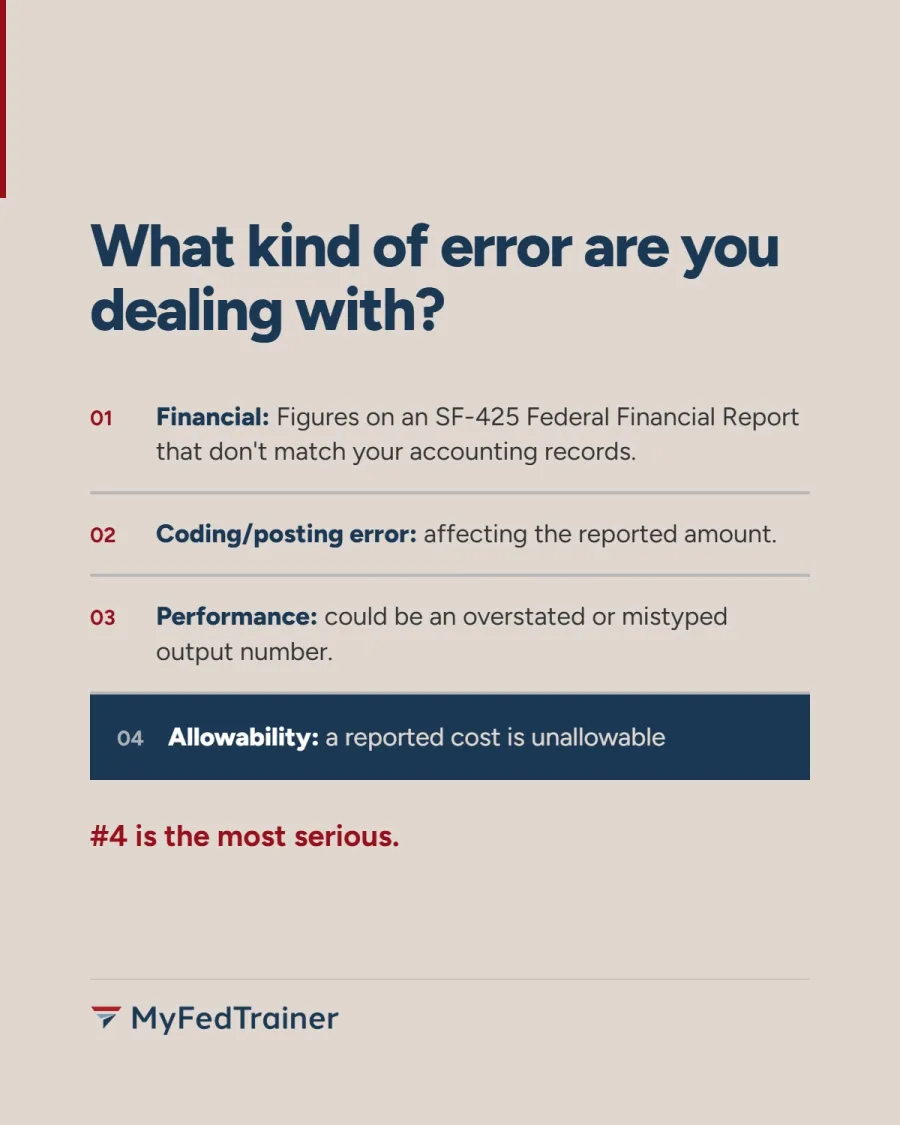 What kind of error are you
dealing with?
01 Financial: Figures on an SF-425 Federal Financial Report
that don't match your accounting records.
02 Coding/posting error: affecting the reported amount.
03 Performance: could be an overstated or mistyped
output number.
04 Allowability: a reported cost is unallowable
#4 is the most serious.
MyFedTrainer